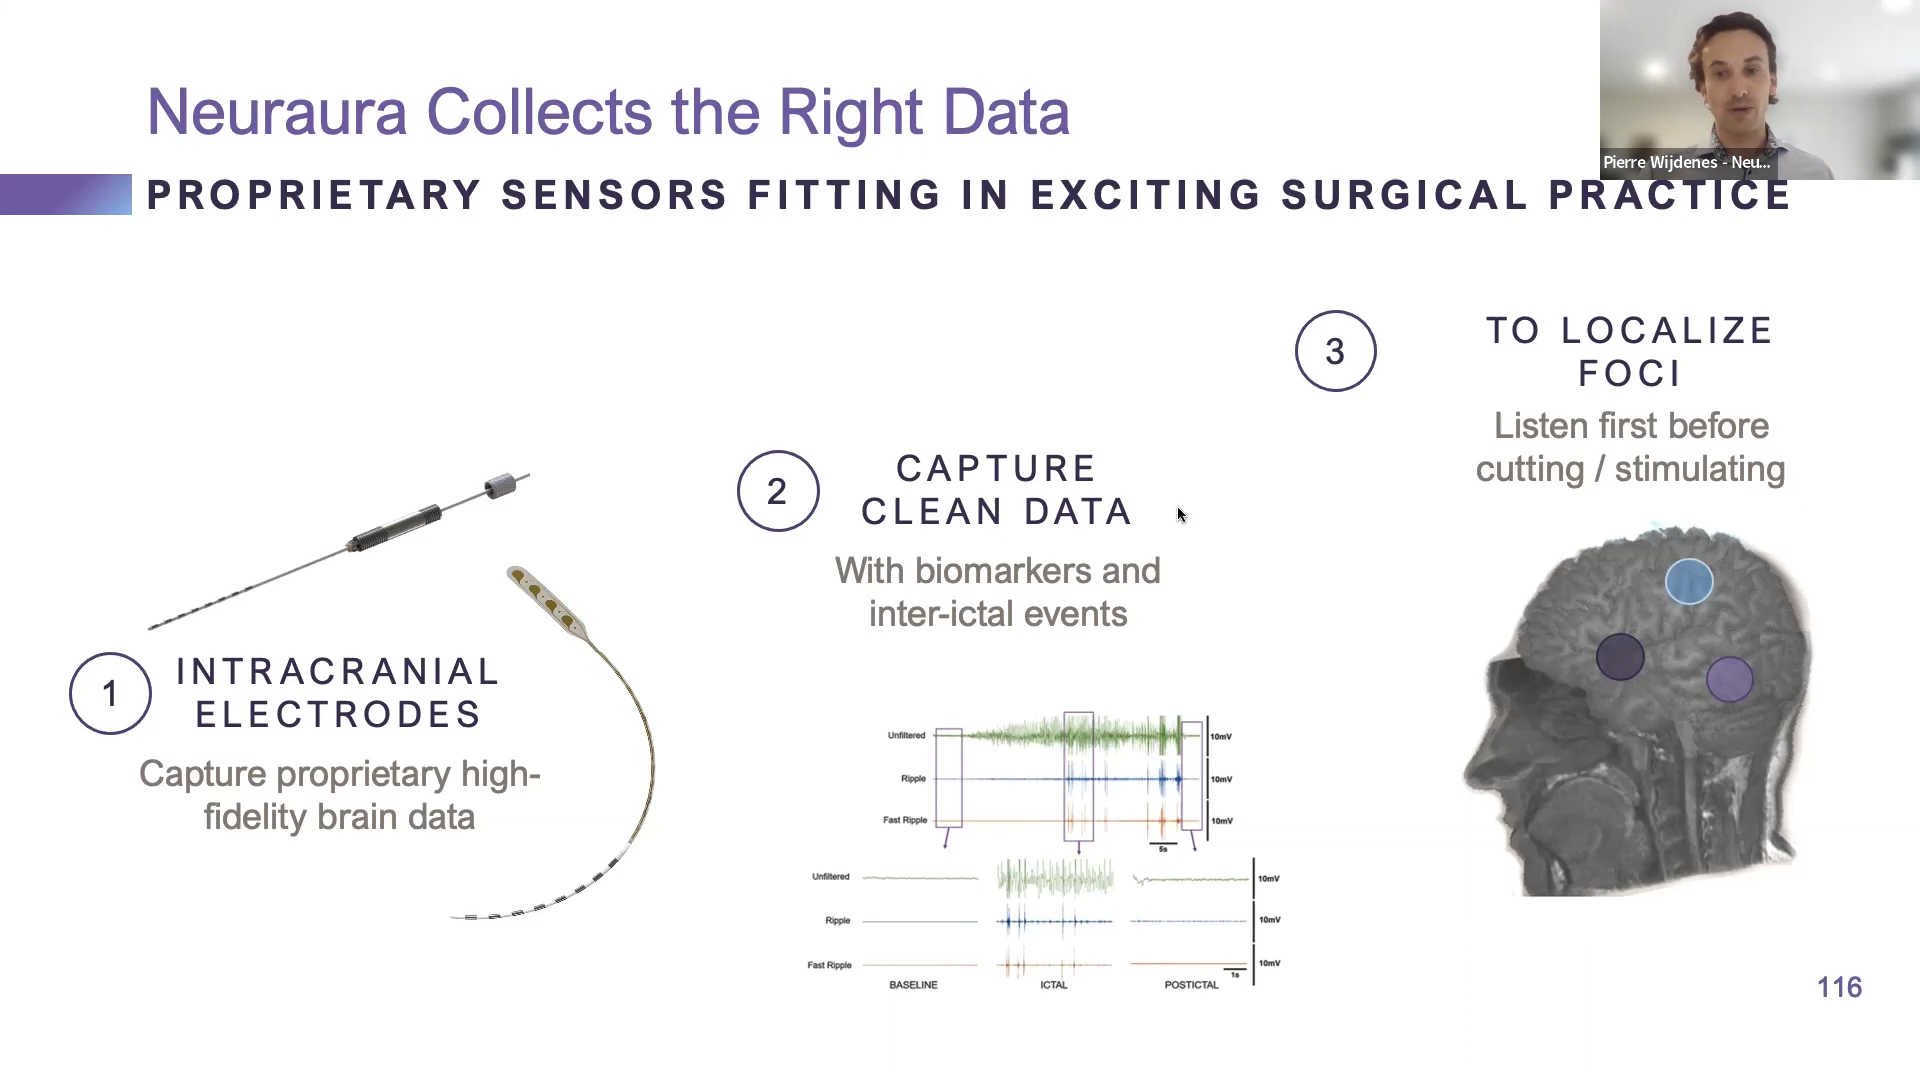 Neuraura Collects the Right Data
Pierre Wijdenes - Neu...
PROPRIETARY SENSORS FITTING IN EXCITING SURGICAL PRACTICE
1
INTRACRANIAL
ELECTRODES
Capture proprietary high-
fidelity brain data
2
CAPTURE
CLEAN DATA
With biomarkers and
inter-ictal events
Unfiltered
10mV
Ripple
10mV
Fast Ripple
10mV
5s
Unfiltered
10mV
Ripple
10mV
Fast Ripple
10mV
1s
BASELINE
ICTAL
POSTICTAL
3
TO LOCALIZE
FOCI
Listen first before
cutting / stimulating
116